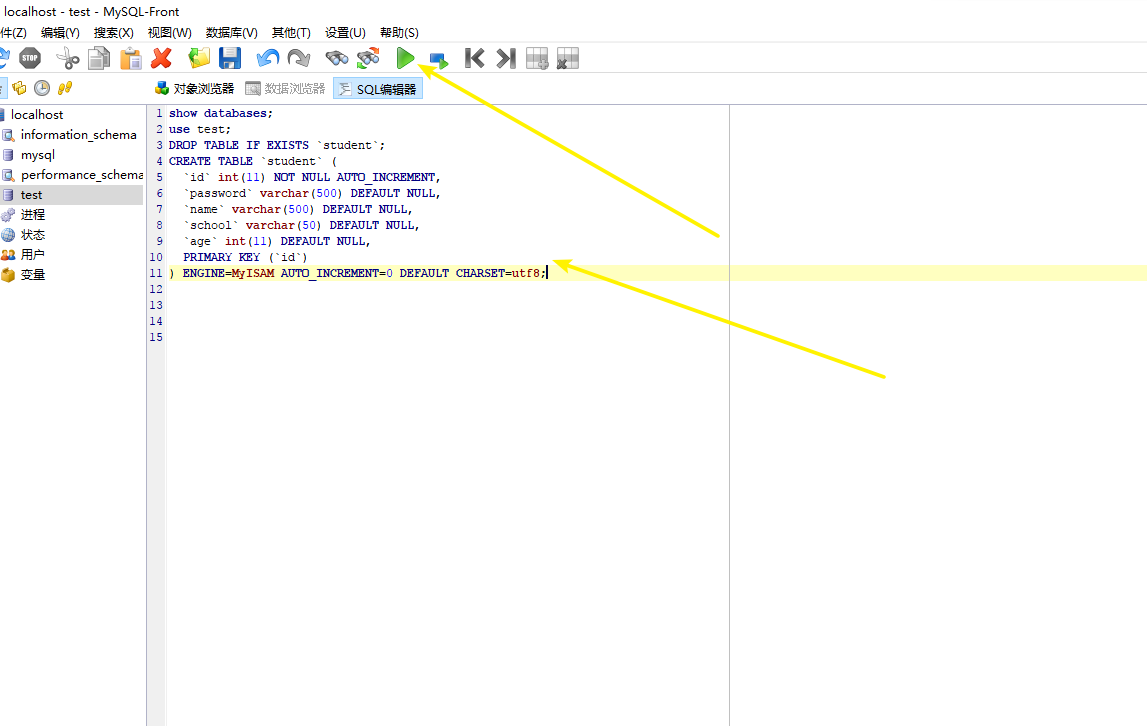 localhost - test - MySQL-Front
件(Z) 编辑(Y) 搜索(X) 视图(W) 数据库(V) 其他(T) 设置(U) 帮助(S)
STOP
对象浏览器 数据浏览器 SQL编辑器
localhost
information_schema
mysql
performance_schema
test
进程
状态
用户
变量
1 show databases;
2 use test;
3 DROP TABLE IF EXISTS `student`;
4 CREATE TABLE `student` (
5 `id` int(11) NOT NULL AUTO_INCREMENT,
6 `password` varchar(500) DEFAULT NULL,
7 `name` varchar(500) DEFAULT NULL,
8 `school` varchar(50) DEFAULT NULL,
9 `age` int(11) DEFAULT NULL,
10 PRIMARY KEY (`id`)
11 ) ENGINE=MyISAM AUTO_INCREMENT=0 DEFAULT CHARSET=utf8;
12
13
14
15